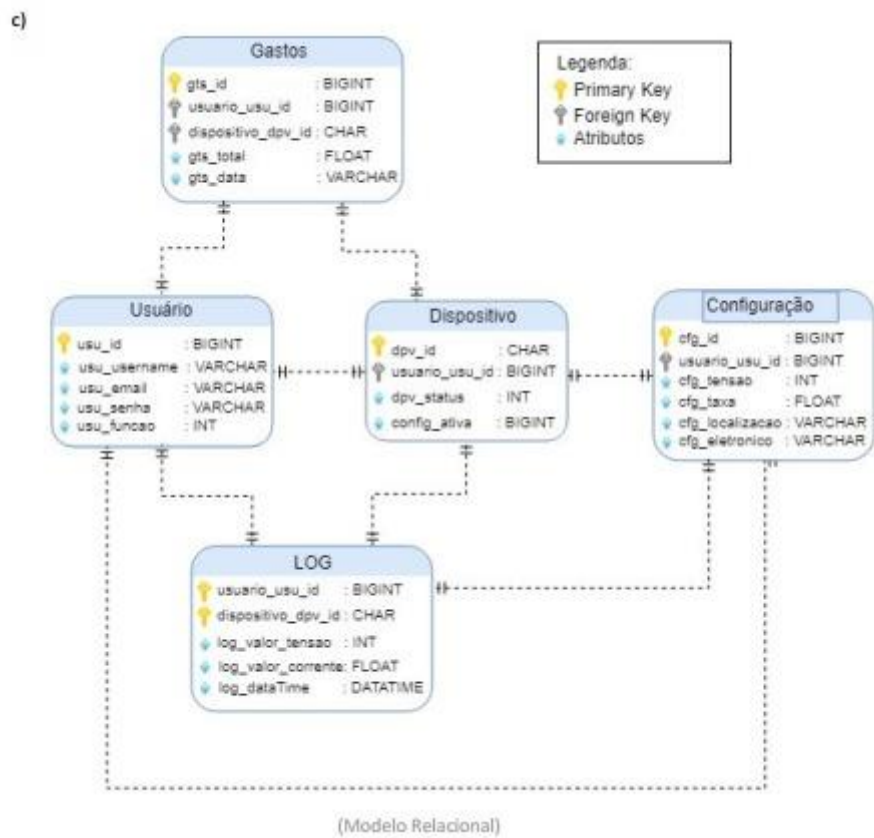 c)
Gastos
gts_id : BIGINT
usuario_usu_id : BIGINT
dispositivo_dpv_id : CHAR
gts_total : FLOAT
gts_data : VARCHAR
Legenda:
Primary Key
Foreign Key
Atributos
Usuário
usu_id : BIGINT
usu_username : VARCHAR
usu_email : VARCHAR
usu_senha : VARCHAR
usu_funcao : INT
Dispositivo
dpv_id : CHAR
usuario_usu_id : BIGINT
dpv_status : INT
config_ativa : BIGINT
Configuração
cfg_id : BIGINT
usuario_usu_id : BIGINT
cfg_tensao : INT
cfg_taxa : FLOAT
cfg_localizacao : VARCHAR
cfg_eletronico : VARCHAR
LOG
usuario_usu_id : BIGINT
dispositivo_dpv_id : CHAR
log_valor_tensao : INT
log_valor_corrente: FLOAT
log_dataTime : DATATIME
(Modelo Relacional)